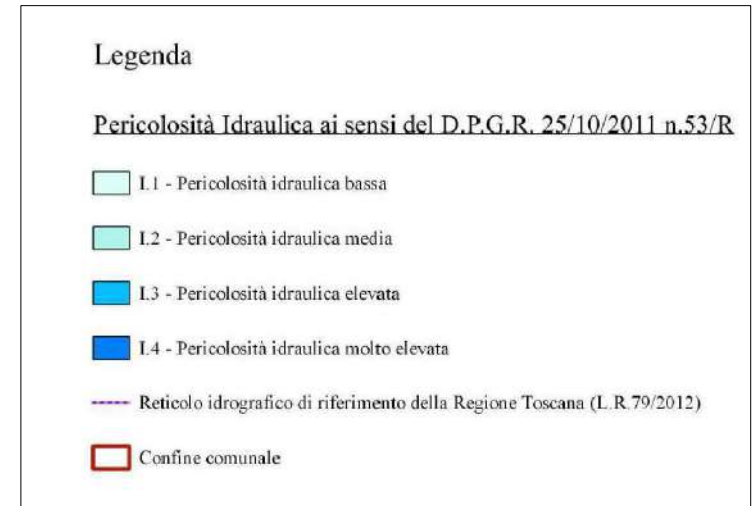 Legenda
Pericolosità Idraulica ai sensi del D.P.G.R. 25/10/2011 n.53/R
I.1 - Pericolosità idraulica bassa
I.2 - Pericolosità idraulica media
I.3 - Pericolosità idraulica elevata
I.4 - Pericolosità idraulica molto elevata
Reticolo idrografico di riferimento della Regione Toscana (L.R.79/2012)
Confine comunale